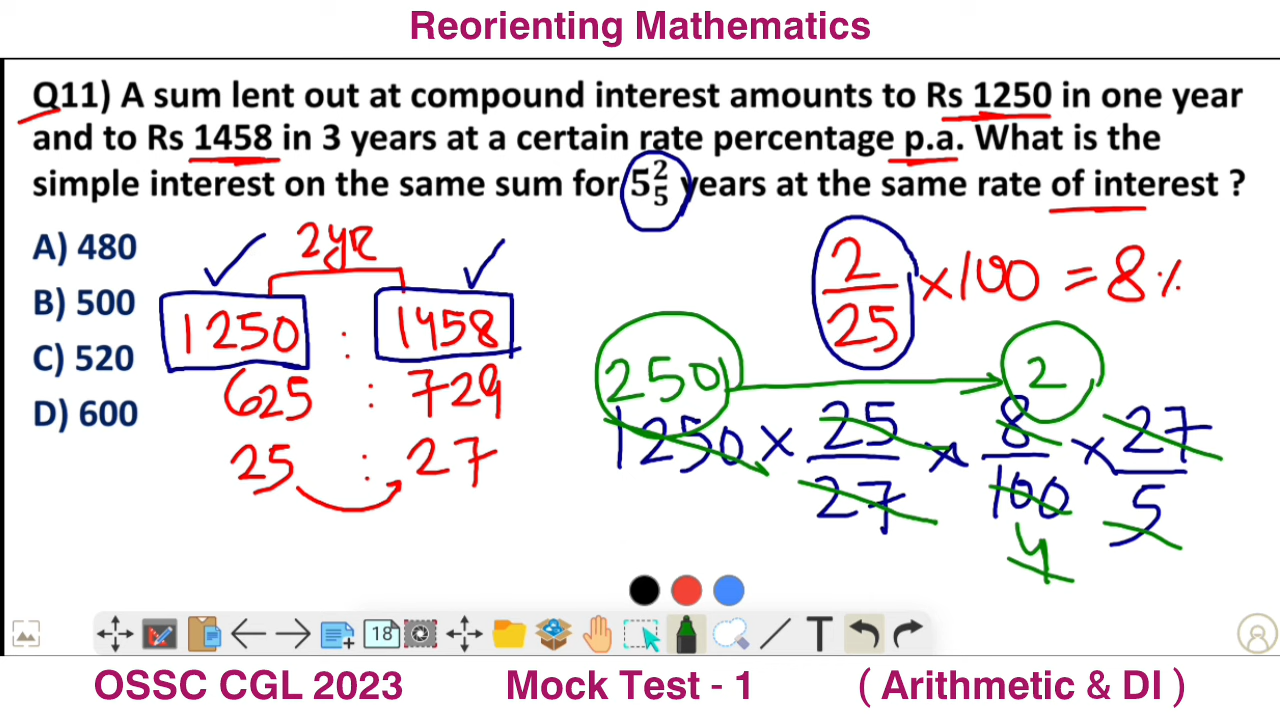 Reorienting Mathematics
Q11) A sum lent out at compound interest amounts to Rs 1250 in one year
and to Rs 1458 in 3 years at a certain rate percentage p.a. What is the
simple interest on the same sum for 5 2/5 years at the same rate of interest ?
A) 480
B) 500
C) 520
D) 600
2yr
1250 : 1458
625 : 729
25 : 27
2/25 × 100 = 8%
250 2
1250 × 25/27 × 8/100 × 27/5
4
18
T
OSSC CGL 2023 Mock Test - 1 ( Arithmetic & DI )